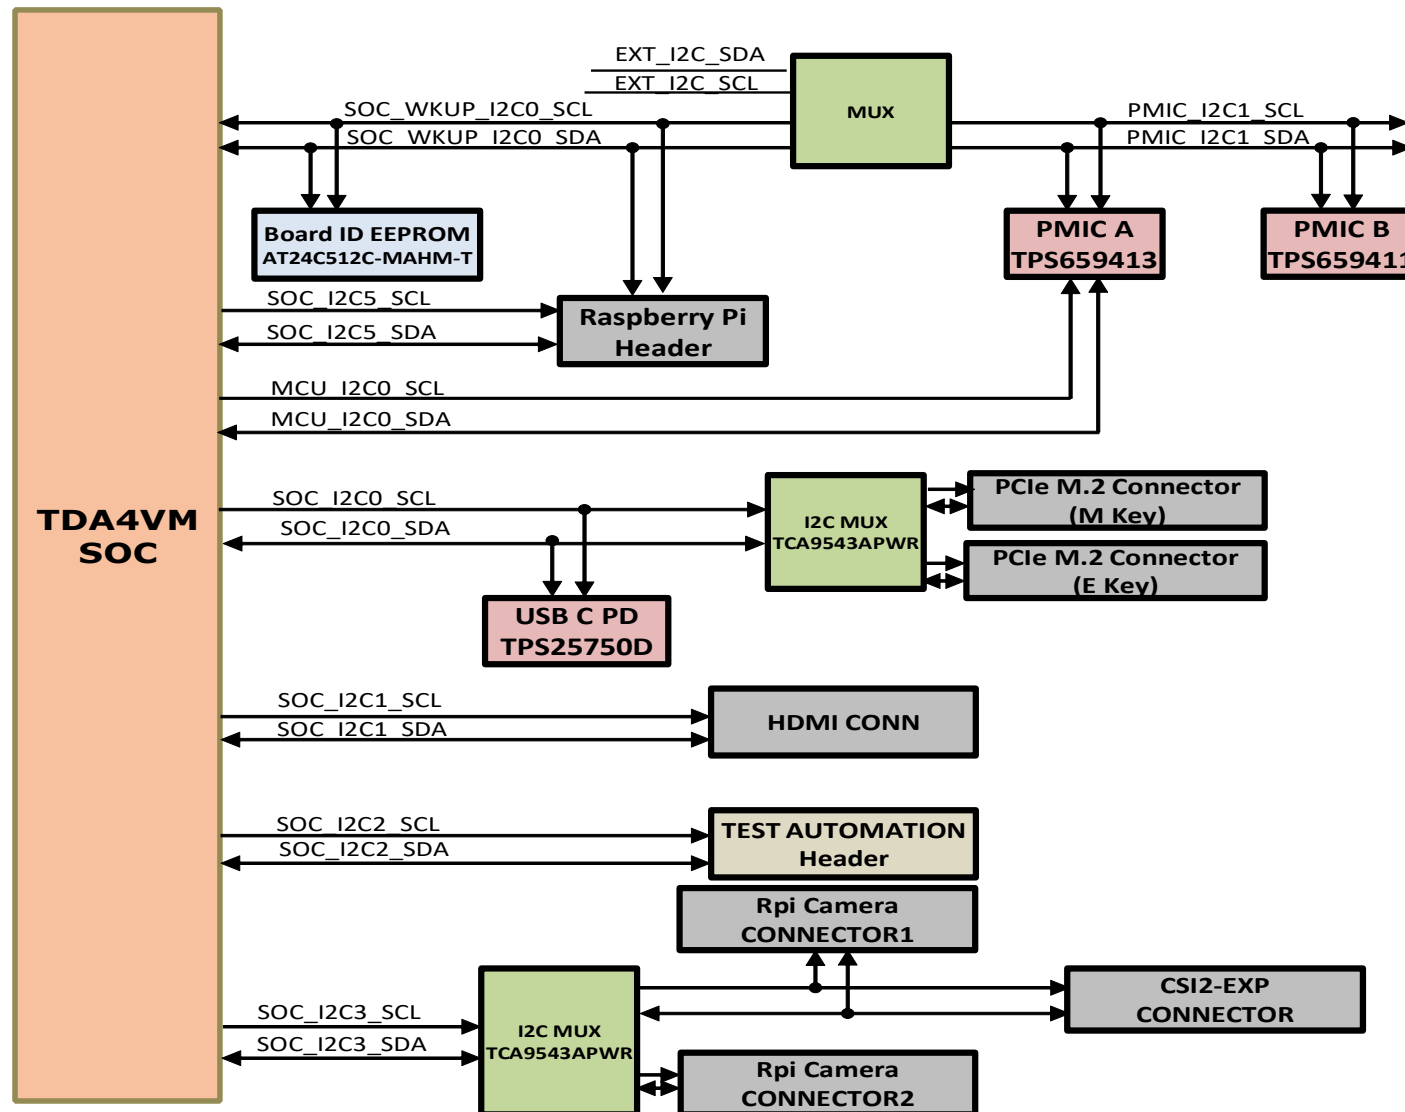 EXT_I2C_SDA
EXT_I2C_SCL
SOC_WKUP_I2C0_SCL
SOC_WKUP_I2C0_SDA
MUX
PMIC_I2C1_SCL
PMIC_I2C1_SDA
Board ID EEPROM
AT24C512C-MAHM-T
PMIC A
TPS659413
PMIC B
TPS659411
SOC_I2C5_SCL
SOC_I2C5_SDA
Raspberry Pi
Header
MCU_I2C0_SCL
MCU_I2C0_SDA
TDA4VM
SOC
SOC_I2C0_SCL
SOC_I2C0_SDA
I2C MUX
TCA9543APWR
PCIe M.2 Connector
(M Key)
PCIe M.2 Connector
(E Key)
USB C PD
TPS25750D
SOC_I2C1_SCL
SOC_I2C1_SDA
HDMI CONN
SOC_I2C2_SCL
SOC_I2C2_SDA
TEST AUTOMATION
Header
Rpi Camera
CONNECTOR1
SOC_I2C3_SCL
SOC_I2C3_SDA
I2C MUX
TCA9543APWR
CSI2-EXP
CONNECTOR
Rpi Camera
CONNECTOR2